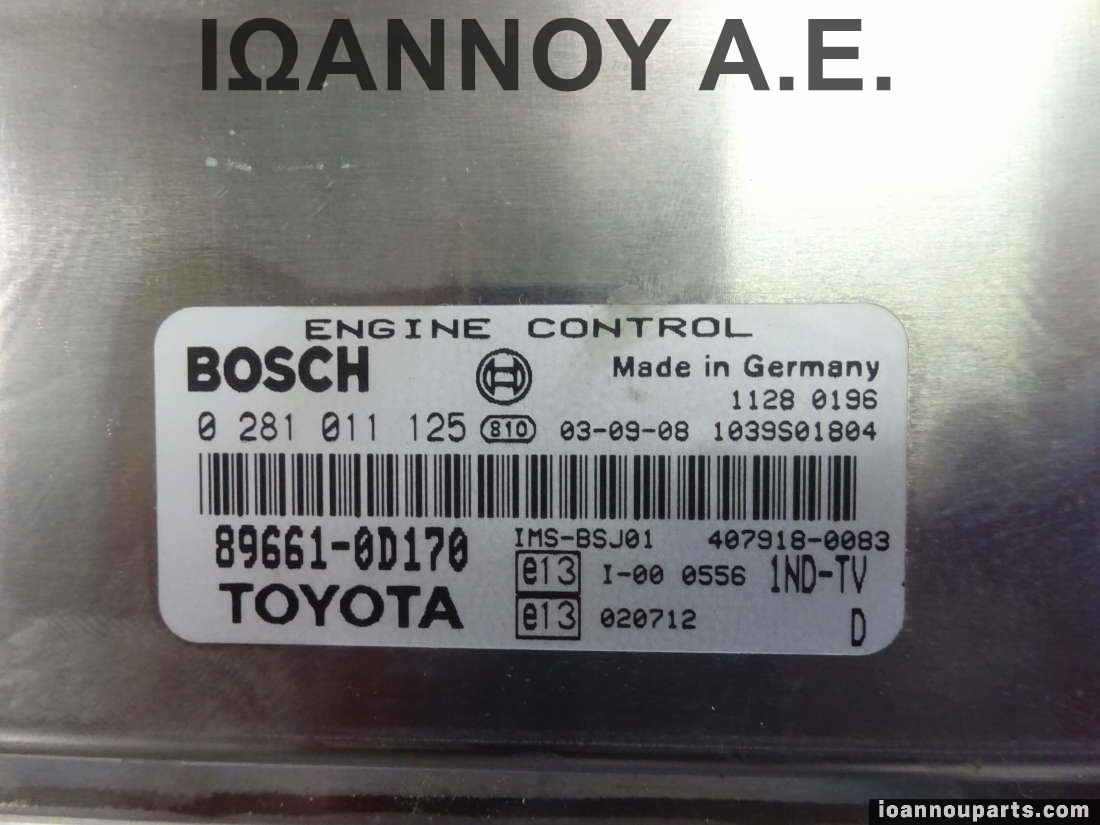 ΙΩΑΝΝΟΥ Α.Ε.
ENGINE CONTROL
BOSCH Made in Germany
1128 0196
0 281 011 125 810 03-09-08 1039S01804
89661-0D170 IMS-BSJ01 407918-0083
e13 I-00 0556 1ND-TV
TOYOTA e13 020712 D
ioannouparts.com